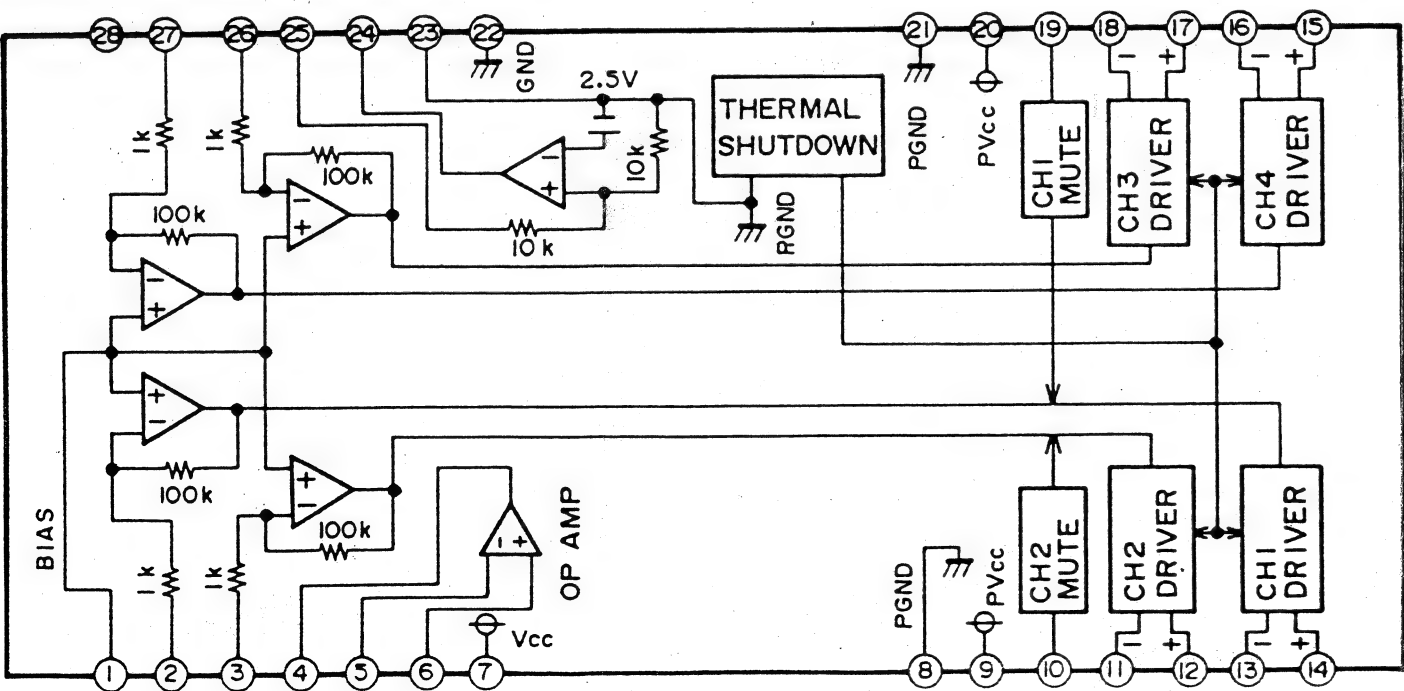 28 27 26 25 24 23 22 21 20 19 18 17 16 15
GND
PGND
PVcc
− + − +
2.5V
THERMAL
SHUTDOWN
1k
1k
100k
10k
10k
RGND
CH1
MUTE
CH3
DRIVER
CH4
DRIVER
100k
−
+
−
+
−
+
−
+
+
−
+
−
100k
100k
BIAS
1k
1k
− +
OP AMP
Vcc
PGND
PVcc
CH2
MUTE
CH2
DRIVER
CH1
DRIVER
− + − +
1 2 3 4 5 6 7 8 9 10 11 12 13 14